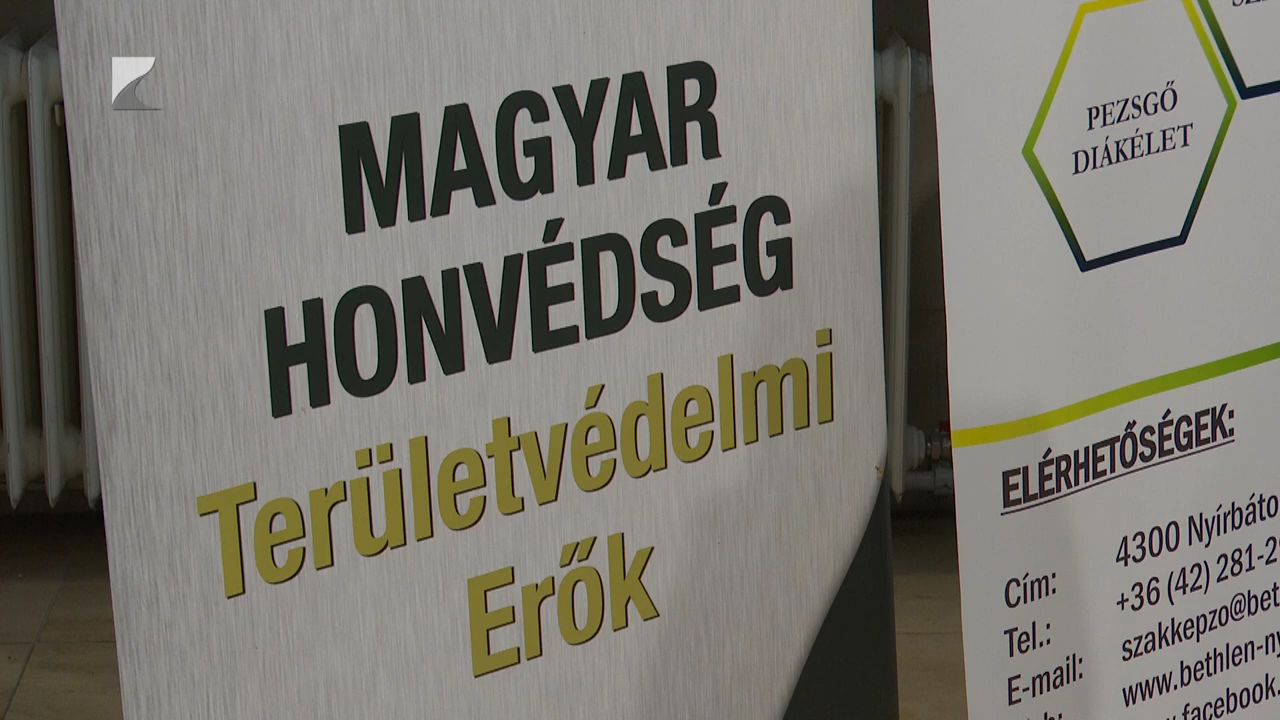 MAGYAR
HONVÉDSÉG
Területvédelmi
Erők
PEZSGŐ
DIÁKÉLET
ELÉRHETŐSÉGEK:
Cím: 4300 Nyírbáto
Tel.: +36 (42) 281-2
E-mail: szakkepzo@bet
www.bethlen-ny
facebook.